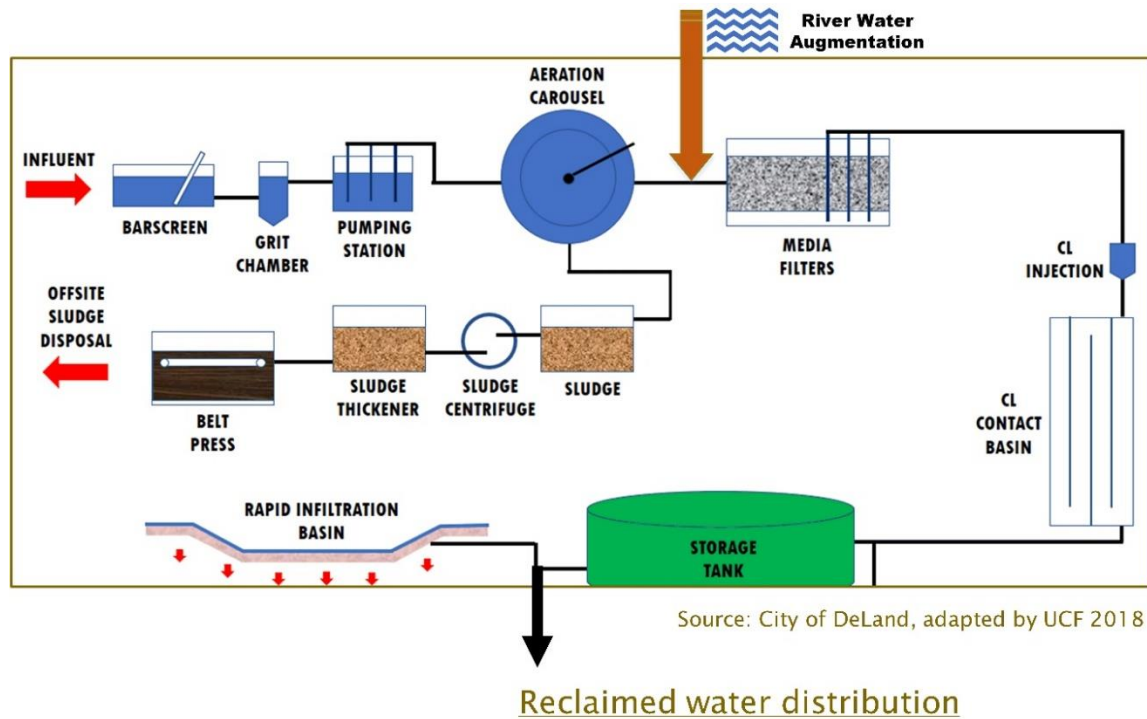 River Water
Augmentation
AERATION
CAROUSEL
INFLUENT
BARSCREEN
GRIT
CHAMBER
PUMPING
STATION
MEDIA
FILTERS
CL
INJECTION
OFFSITE
SLUDGE
DISPOSAL
BELT
PRESS
SLUDGE
THICKENER
SLUDGE
CENTRIFUGE
SLUDGE
CL
CONTACT
BASIN
RAPID INFILTRATION
BASIN
STORAGE
TANK
Source: City of DeLand, adapted by UCF 2018
Reclaimed water distribution